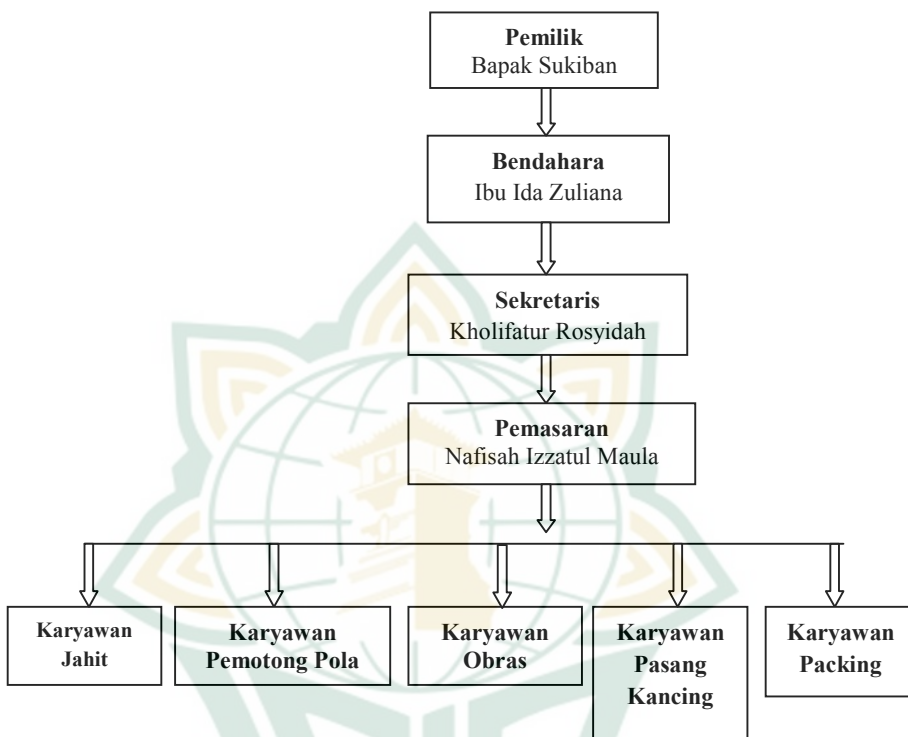 Pemilik
Bapak Sukiban
Bendahara
Ibu Ida Zuliana
Sekretaris
Kholifatur Rosyidah
Pemasaran
Nafisah Izzatul Maula
Karyawan
Jahit
Karyawan
Pemotong Pola
Karyawan
Obras
Karyawan
Pasang
Kancing
Karyawan
Packing